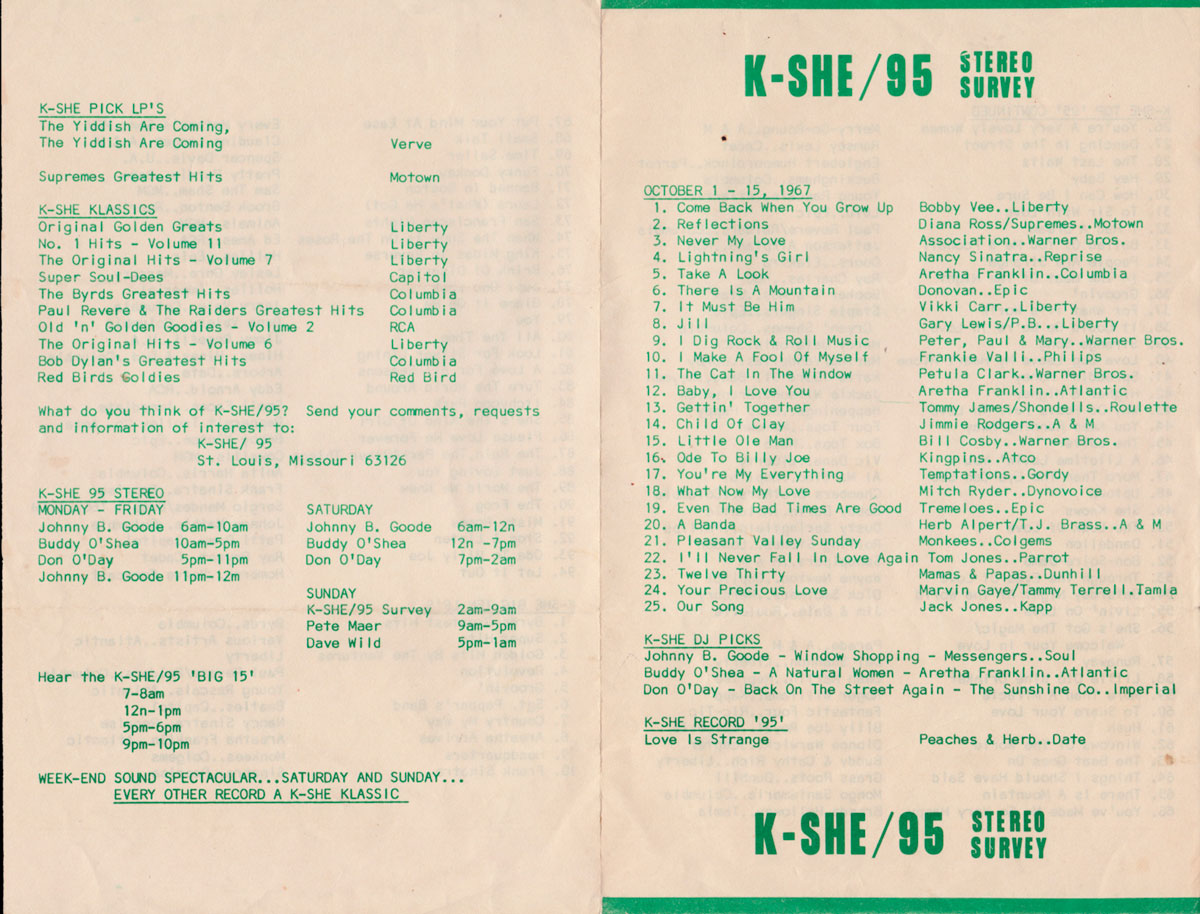 K-SHE PICK LP'S
The Yiddish Are Coming,
The Yiddish Are Coming Verve
Supremes Greatest Hits Motown
K-SHE KLASSICS
Original Golden Greats Liberty
No. 1 Hits - Volume 11 Liberty
The Original Hits - Volume 7 Liberty
Super Soul-Dees Capitol
The Byrds Greatest Hits Columbia
Paul Revere & The Raiders Greatest Hits Columbia
Old 'n' Golden Goodies - Volume 2 RCA
The Original Hits - Volume 6 Liberty
Bob Dylan's Greatest Hits Columbia
Red Birds Goldies Red Bird
What do you think of K-SHE/95? Send your comments, requests
and information of interest to:
K-SHE/ 95
St. Louis, Missouri 63126
K-SHE 95 STEREO
MONDAY - FRIDAY
Johnny B. Goode 6am-10am
Buddy O'Shea 10am-5pm
Don O'Day 5pm-11pm
Johnny B. Goode 11pm-12m
SATURDAY
Johnny B. Goode 6am-12n
Buddy O'Shea 12n -7pm
Don O'Day 7pm-2am
SUNDAY
K-SHE/95 Survey 2am-9am
Pete Maer 9am-5pm
Dave Wild 5pm-1am
Hear the K-SHE/95 'BIG 15'
7-8am
12n-1pm
5pm-6pm
9pm-10pm
WEEK-END SOUND SPECTACULAR...SATURDAY AND SUNDAY...
EVERY OTHER RECORD A K-SHE KLASSIC
K-SHE/95 STEREO
SURVEY
OCTOBER 1 - 15, 1967
1. Come Back When You Grow Up Bobby Vee..Liberty
2. Reflections Diana Ross/Supremes..Motown
3. Never My Love Association..Warner Bros.
4. Lightning's Girl Nancy Sinatra..Reprise
5. Take A Look Aretha Franklin..Columbia
6. There Is A Mountain Donovan..Epic
7. It Must Be Him Vikki Carr..Liberty
8. Jill Gary Lewis/P.B...Liberty
9. I Dig Rock & Roll Music Peter, Paul & Mary..Warner Bros.
10. I Make A Fool Of Myself Frankie Valli..Philips
11. The Cat In The Window Petula Clark..Warner Bros.
12. Baby, I Love You Aretha Franklin..Atlantic
13. Gettin' Together Tommy James/Shondells..Roulette
14. Child Of Clay Jimmie Rodgers..A & M
15. Little Ole Man Bill Cosby..Warner Bros.
16. Ode To Billy Joe Kingpins..Atco
17. You're My Everything Temptations..Gordy
18. What Now My Love Mitch Ryder..Dynovoice
19. Even The Bad Times Are Good Tremeloes..Epic
20. A Banda Herb Alpert/T.J. Brass..A & M
21. Pleasant Valley Sunday Monkees..Colgems
22. I'll Never Fall In Love Again Tom Jones..Parrot
23. Twelve Thirty Mamas & Papas..Dunhill
24. Your Precious Love Marvin Gaye/Tammy Terrell.Tamla
25. Our Song Jack Jones..Kapp
K-SHE DJ PICKS
Johnny B. Goode - Window Shopping - Messengers..Soul
Buddy O'Shea - A Natural Women - Aretha Franklin..Atlantic
Don O'Day - Back On The Street Again - The Sunshine Co..Imperial
K-SHE RECORD '95'
Love Is Strange Peaches & Herb..Date
K-SHE/95 STEREO
SURVEY